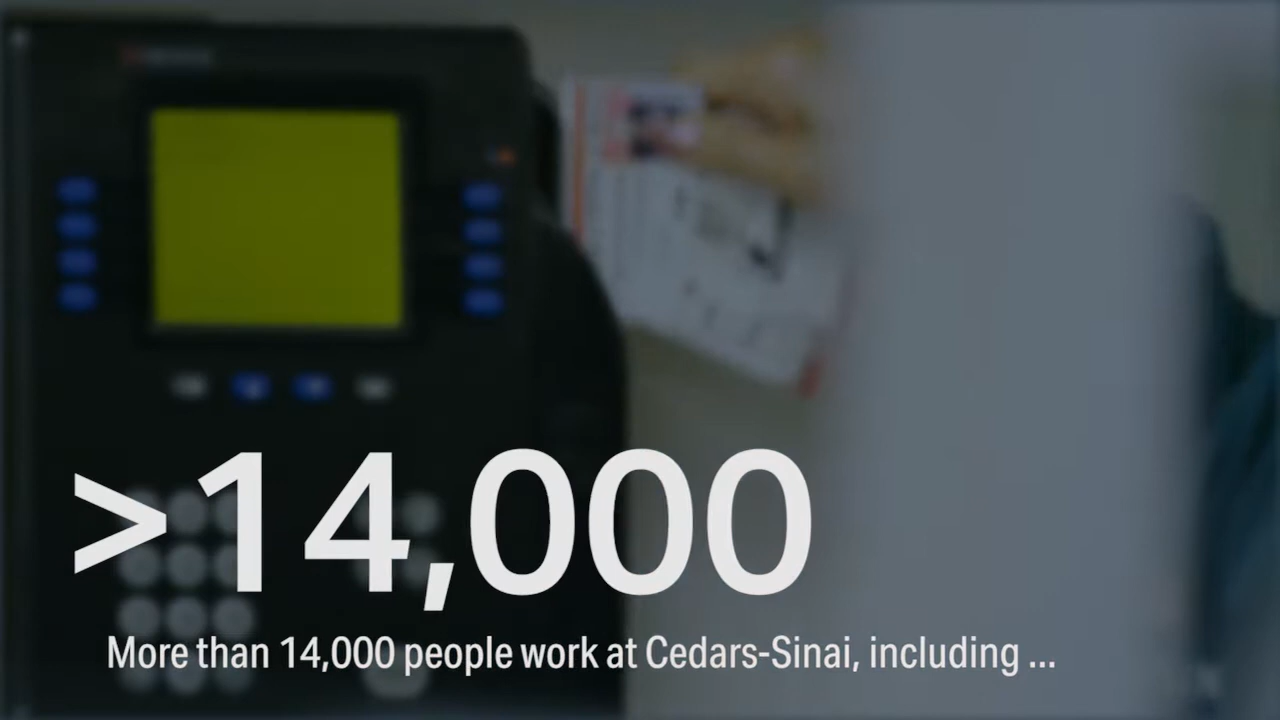 >14,000
More than 14,000 people work at Cedars-Sinai, including ...